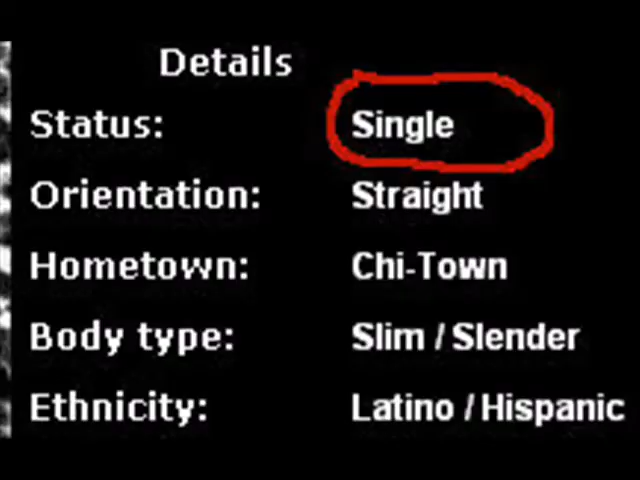 Details
Status: Single
Orientation: Straight
Hometown: Chi-Town
Body type: Slim / Slender
Ethnicity: Latino / Hispanic